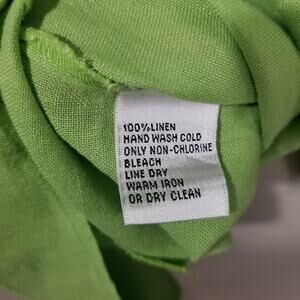 100%LINEN
HAND WASH COLD
ONLY NON-CHLORINE
BLEACH
LINE DRY
WARM IRON
OR DRY CLEAN